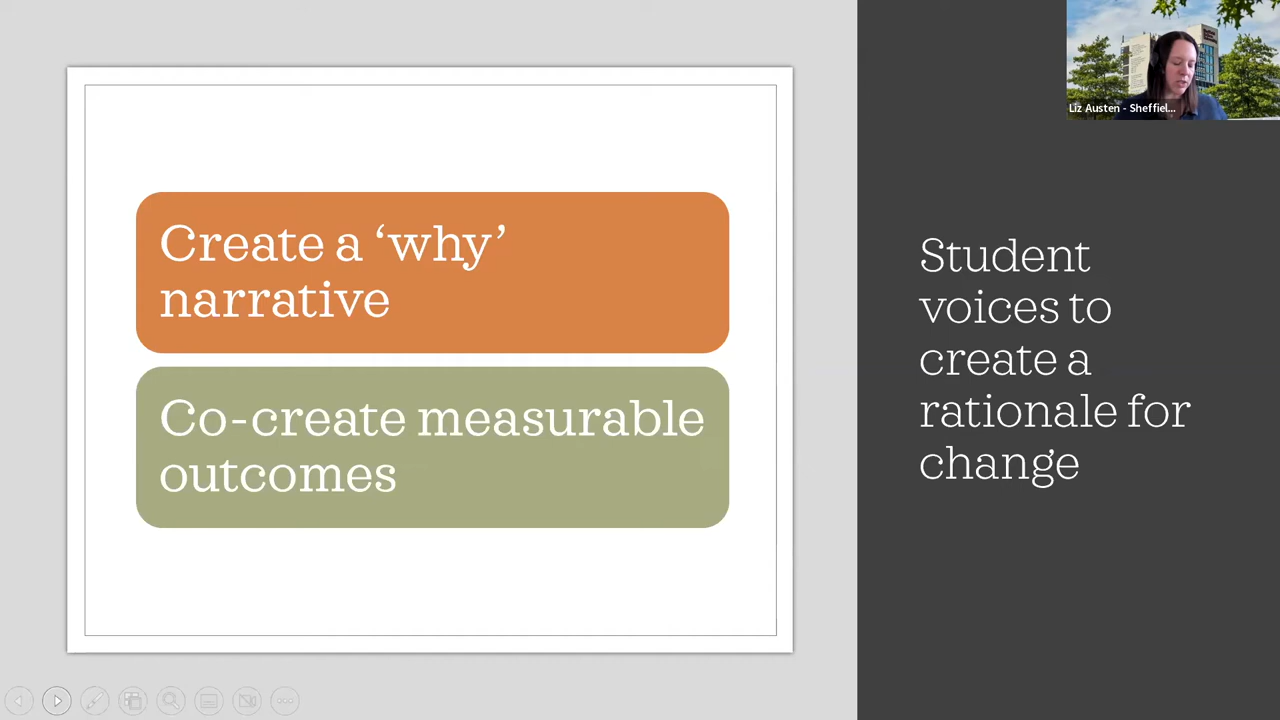 Create a ‘why’
narrative
Co-create measurable
outcomes
Student
voices to
create a
rationale for
change
Liz Austen - Sheffiel...